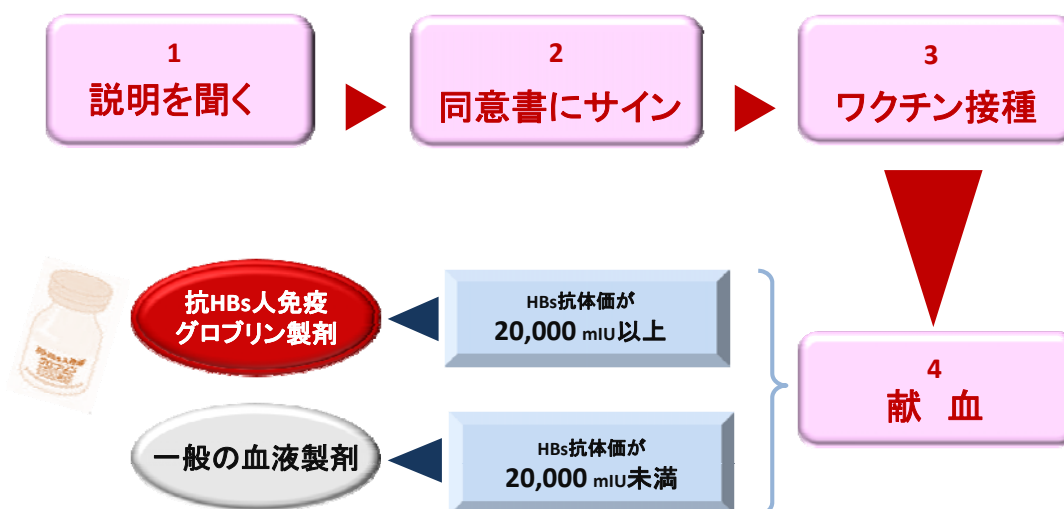 1
説明を聞く
2
同意書にサイン
3
ワクチン接種
4
献 血
HBs抗体価が
20,000 mIU以上
抗HBs人免疫
グロブリン製剤
HBs抗体価が
20,000 mIU未満
一般の血液製剤